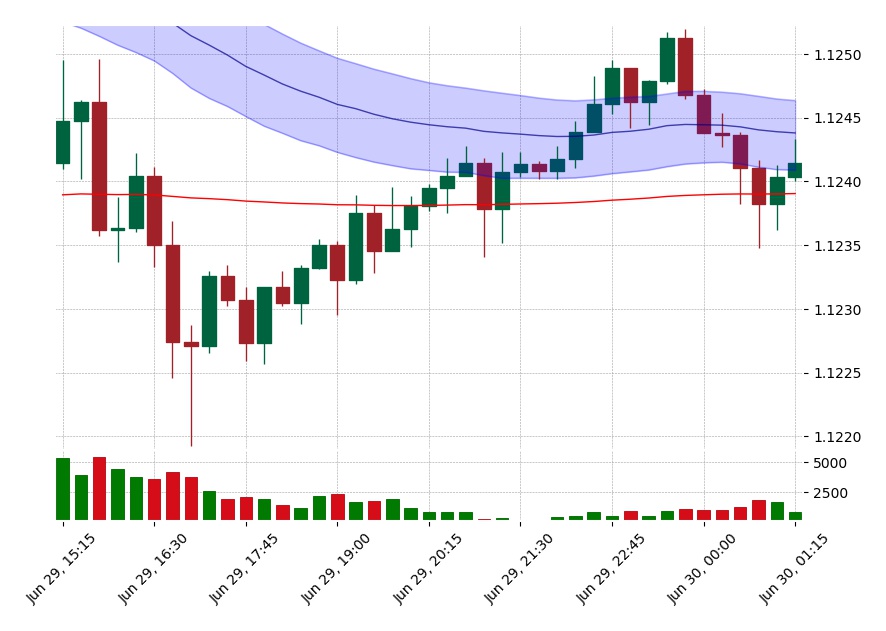 1.1250
1.1245
1.1240
1.1235
1.1230
1.1225
1.1220
5000
2500
Jun 29, 15:15
Jun 29, 16:30
Jun 29, 17:45
Jun 29, 19:00
Jun 29, 20:15
Jun 29, 21:30
Jun 29, 22:45
Jun 30, 00:00
Jun 30, 01:15